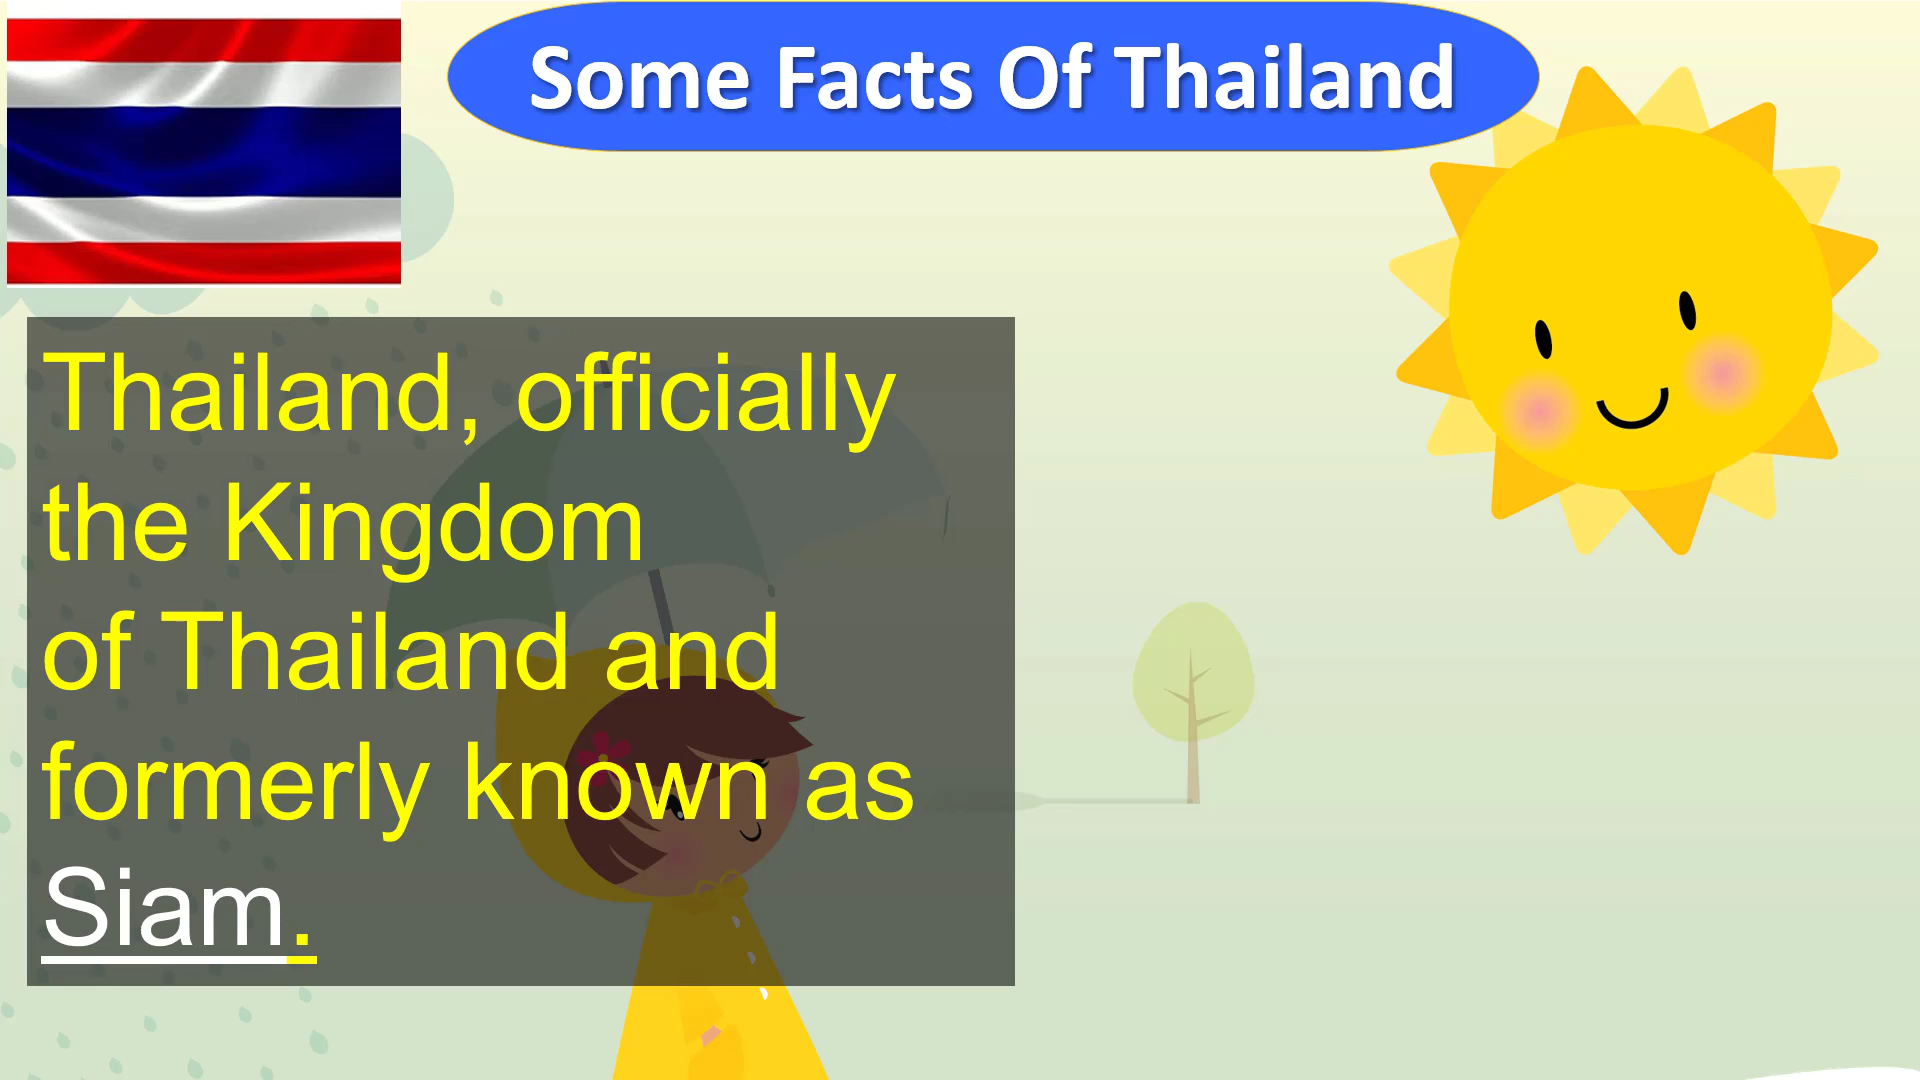 Some Facts Of Thailand
Thailand, officially
the Kingdom
of Thailand and
formerly known as
Siam.